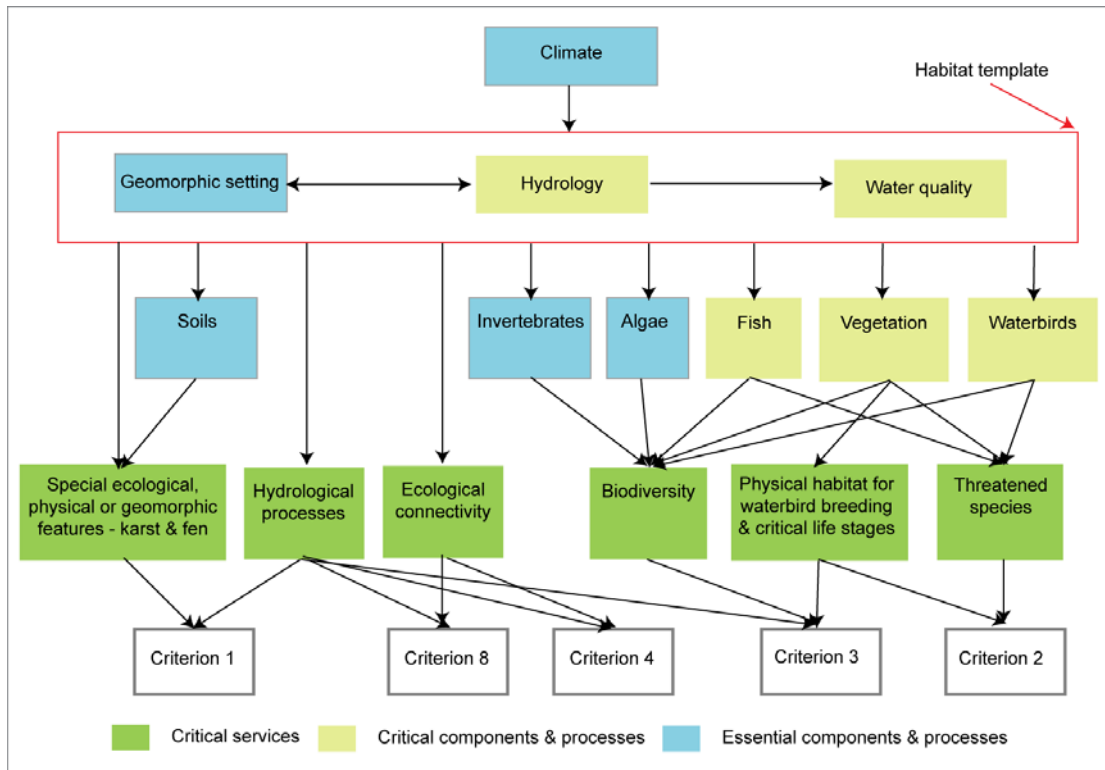 Climate
Habitat template
Geomorphic setting
Hydrology
Water quality
Soils
Invertebrates
Algae
Fish
Vegetation
Waterbirds
Special ecological,
physical or geomorphic
features - karst & fen
Hydrological
processes
Ecological
connectivity
Biodiversity
Physical habitat for
waterbird breeding
& critical life stages
Threatened
species
Criterion 1
Criterion 8
Criterion 4
Criterion 3
Criterion 2
Critical services
Critical components & processes
Essential components & processes